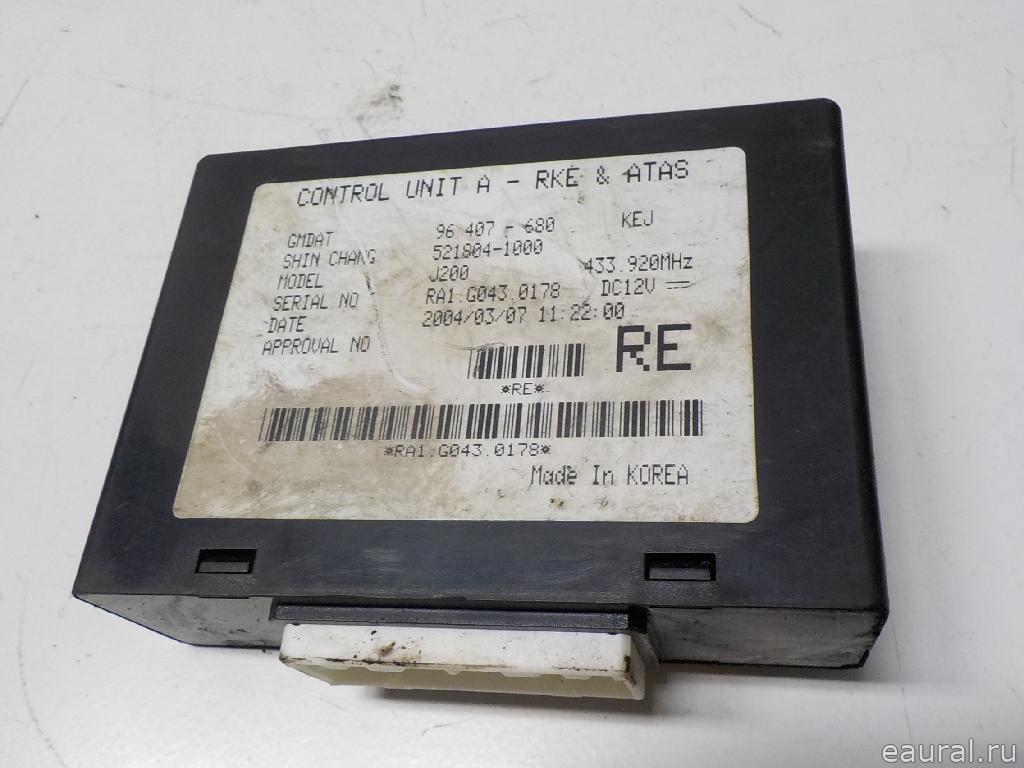 CONTROL UNIT A - RKE & ATAS
GMDAT 96 407 - 680 KEJ
SHIN CHANG 521804-1000
MODEL J200 433.920MHz
SERIAL NO RA1.G043.0178 DC12V
DATE 2004/03/07 11:22:00
APPROVAL NO
RE
*RE*
*RA1.G043.0178*
Made In KOREA
eaural.ru